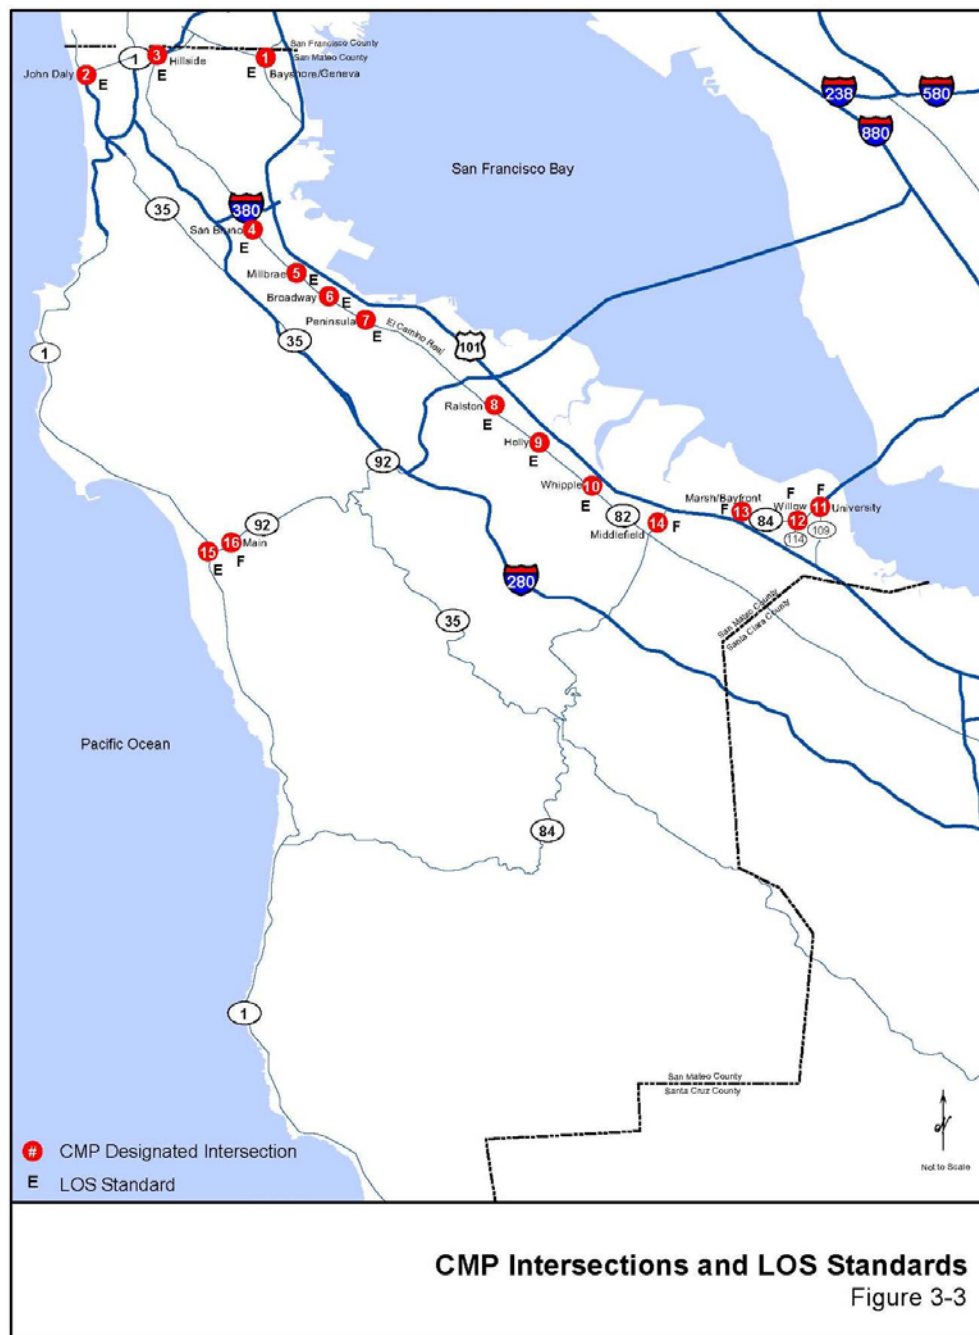 San Francisco County
San Mateo County
1
3
Hillside
1
John Daly
2
E
E
E
Bayshore/Geneva
238
580
880
San Francisco Bay
35
380
San Bruno
4
E
Millbrae
5
E
Broadway
6
E
Peninsula
7
E
El Camino Real
1
35
101
Ralston
8
E
Holly
9
E
92
Whipple
10
E
82
Middlefield
14
F
Marsh/Bayfront
F
13
84
F
Willow
12
114
F
11
University
109
92
15
E
16
Main
F
280
35
San Mateo County
Santa Clara County
Pacific Ocean
84
1
San Mateo County
Santa Cruz County
N
Not to Scale
# CMP Designated Intersection
E LOS Standard
CMP Intersections and LOS Standards
Figure 3-3